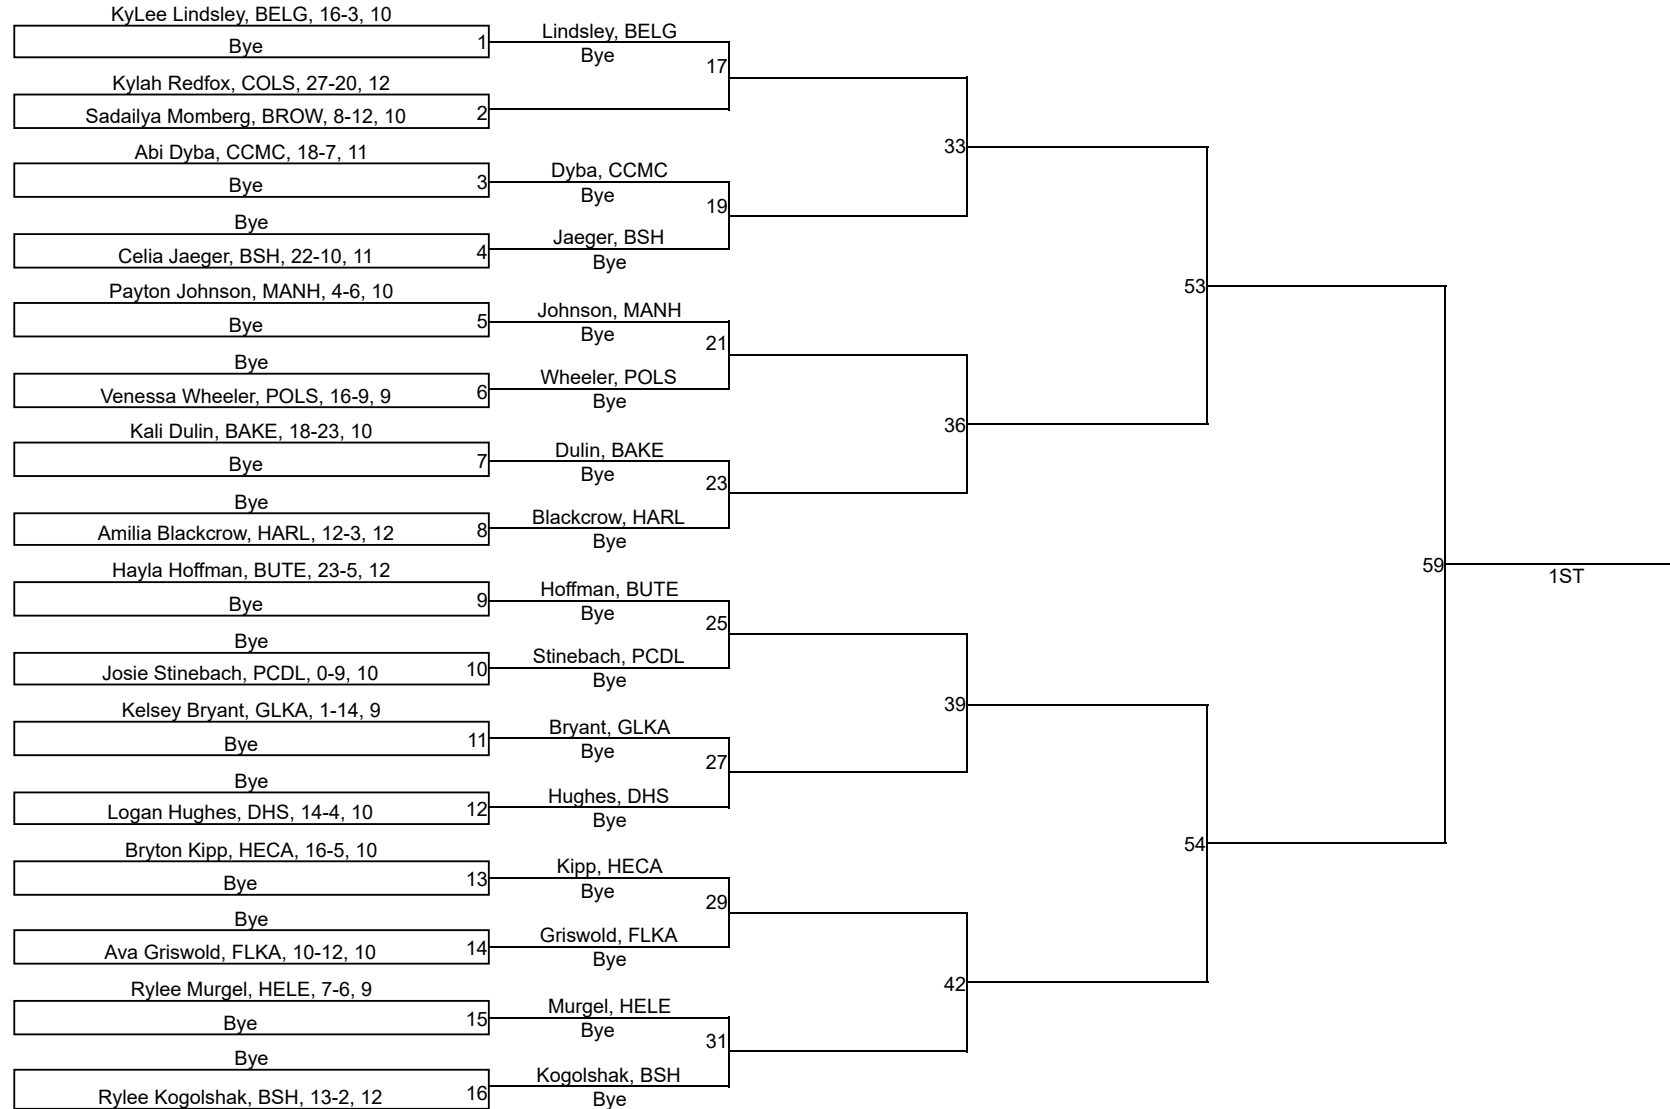 KyLee Lindsley, BELG, 16-3, 10
Bye
1
Kylah Redfox, COLS, 27-20, 12
Sadailya Momberg, BROW, 8-12, 10
2
Abi Dyba, CCMC, 18-7, 11
Bye
3
Bye
Celia Jaeger, BSH, 22-10, 11
4
Payton Johnson, MANH, 4-6, 10
Bye
5
Bye
Venessa Wheeler, POLS, 16-9, 9
6
Kali Dulin, BAKE, 18-23, 10
Bye
7
Bye
Amilia Blackcrow, HARL, 12-3, 12
8
Hayla Hoffman, BUTE, 23-5, 12
Bye
9
Bye
Josie Stinebach, PCDL, 0-9, 10
10
Kelsey Bryant, GLKA, 1-14, 9
Bye
11
Bye
Logan Hughes, DHS, 14-4, 10
12
Bryton Kipp, HECA, 16-5, 10
Bye
13
Bye
Ava Griswold, FLKA, 10-12, 10
14
Rylee Murgel, HELE, 7-6, 9
Bye
15
Bye
Rylee Kogolshak, BSH, 13-2, 12
16
Lindsley, BELG
Bye
17
Dyba, CCMC
Bye
19
Jaeger, BSH
Bye
Johnson, MANH
Bye
21
Wheeler, POLS
Bye
Dulin, BAKE
Bye
23
Blackcrow, HARL
Bye
Hoffman, BUTE
Bye
25
Stinebach, PCDL
Bye
Bryant, GLKA
Bye
27
Hughes, DHS
Bye
Kipp, HECA
Bye
29
Griswold, FLKA
Bye
Murgel, HELE
Bye
31
Kogolshak, BSH
Bye
33
36
39
42
53
54
59
1ST